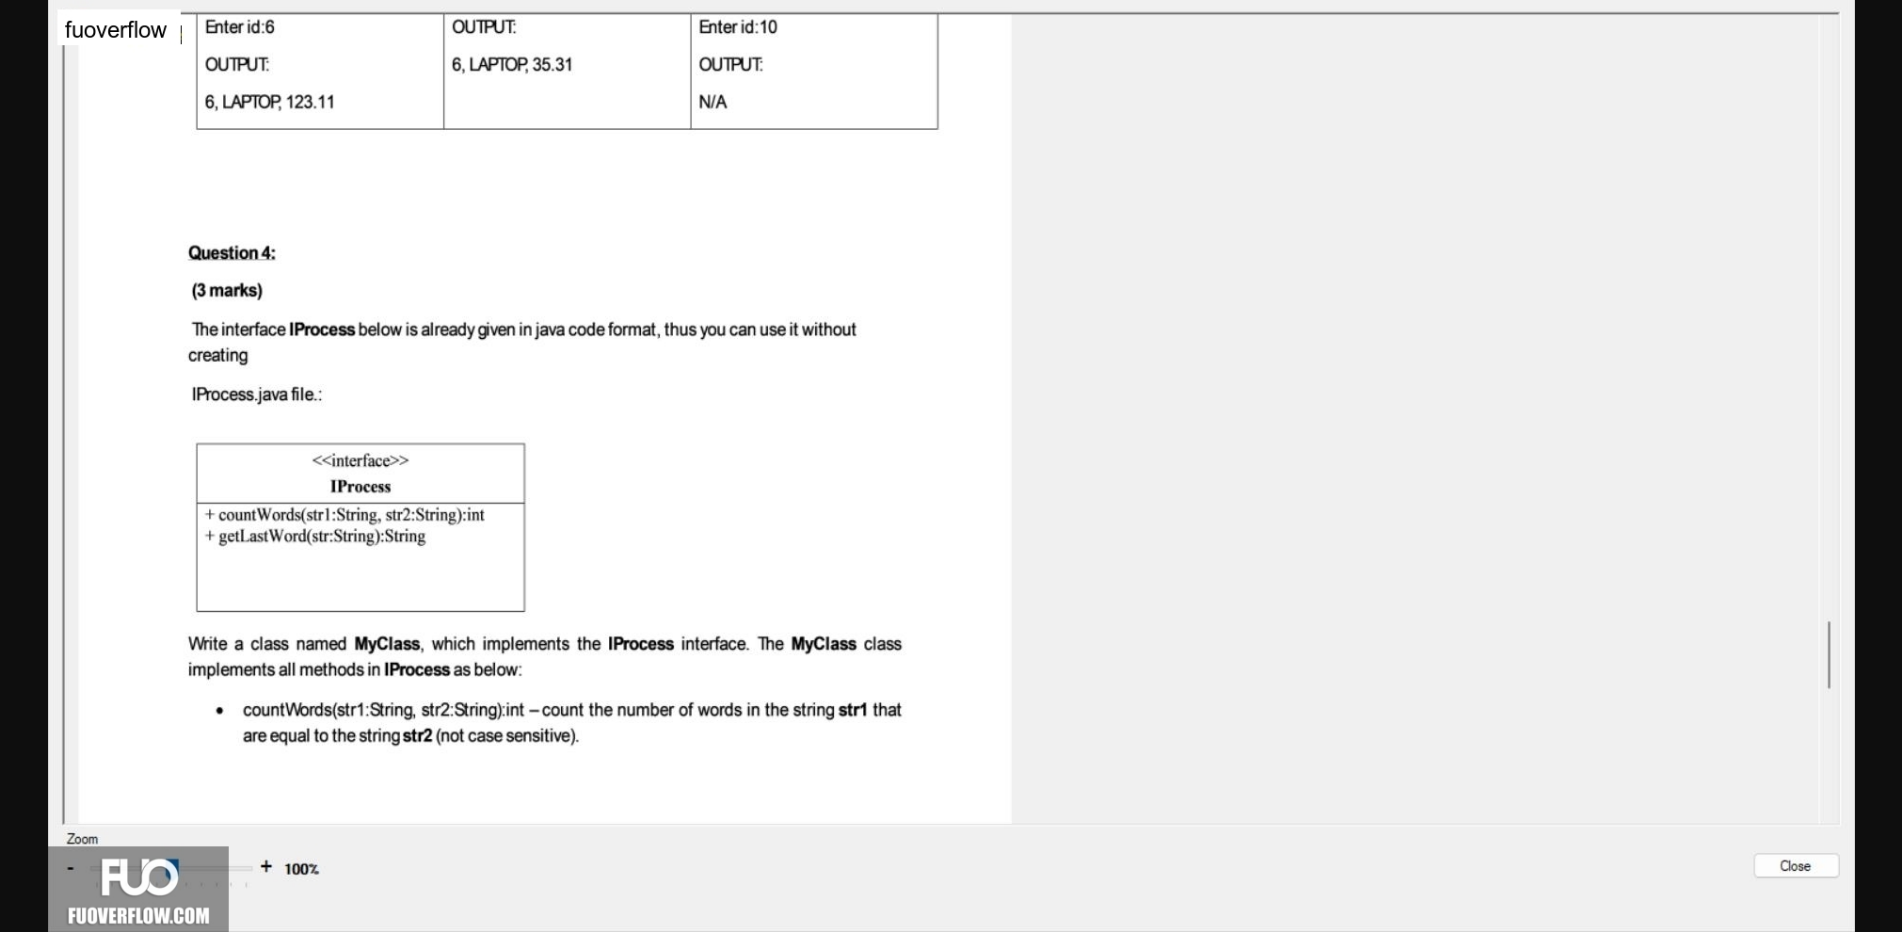 fuoverflow
Enter id:6
OUTPUT:
Enter id:10
OUTPUT:
6, LAPTOP, 35.31
OUTPUT:
6, LAPTOP, 123.11
N/A
Question 4:
(3 marks)
The interface IProcess below is already given in java code format, thus you can use it without
creating
IProcess.java file.:
<<interface>>
IProcess
+ countWords(str1:String, str2:String):int
+ getLastWord(str:String):String
Write a class named MyClass, which implements the IProcess interface. The MyClass class
implements all methods in IProcess as below:
• countWords(str1:String, str2:String):int – count the number of words in the string str1 that
are equal to the string str2 (not case sensitive).
Zoom
- + 100%
Close
FUO
FUOVERFLOW.COM